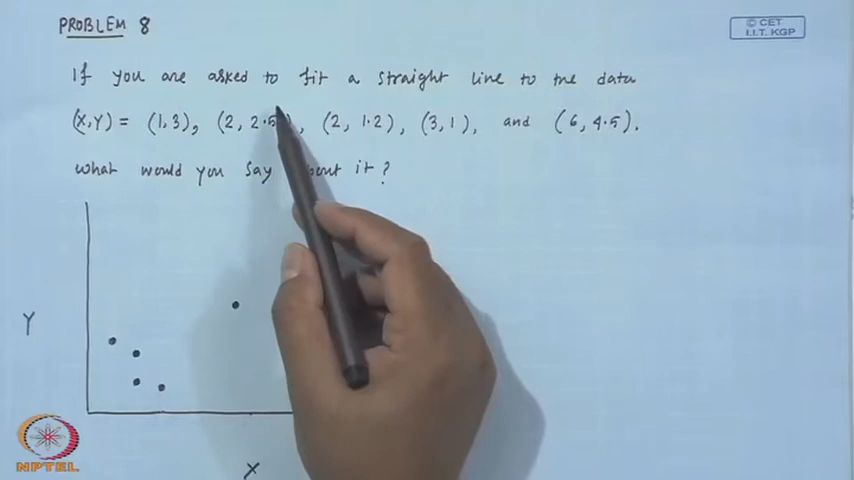 PROBLEM 8
© CET
I.I.T. KGP
If you are asked to fit a straight line to the data
(X,Y) = (1,3), (2, 2.5), (2, 1.2), (3,1), and (6, 4.5).
what would you say it?
Y
X
NPTEL